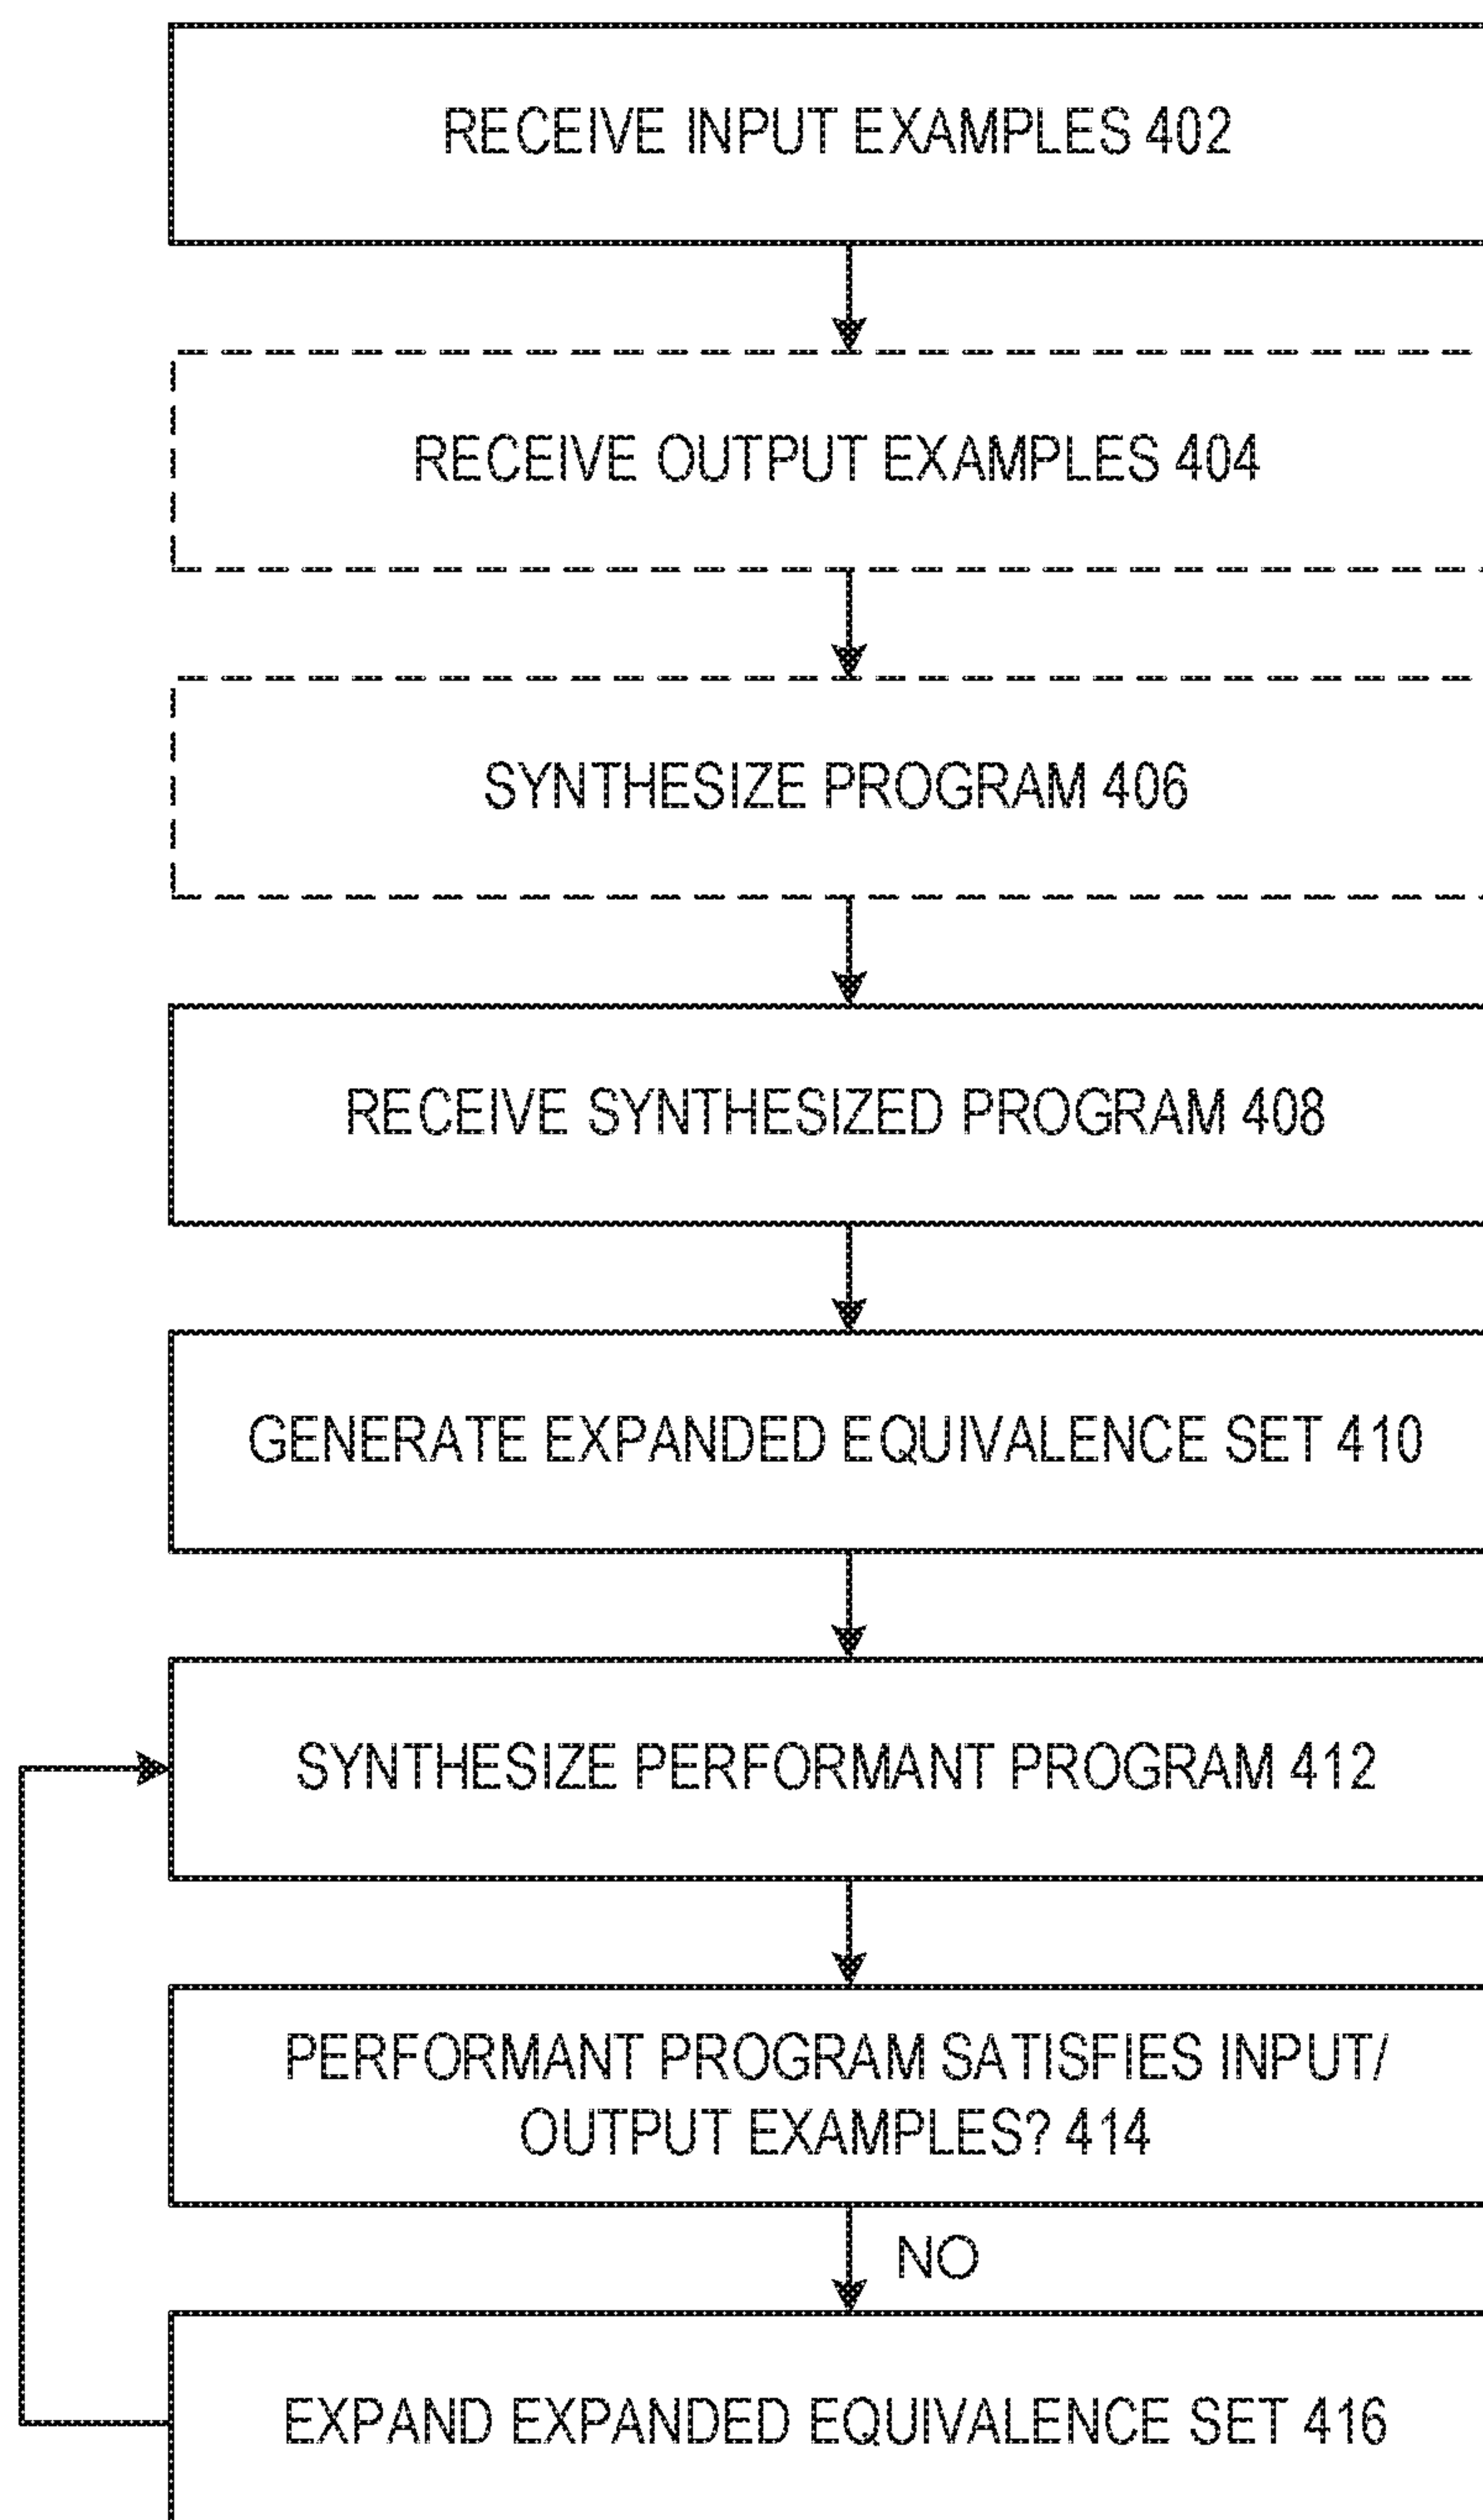 RECEIVE INPUT EXAMPLES 402
RECEIVE OUTPUT EXAMPLES 404
SYNTHESIZE PROGRAM 406
RECEIVE SYNTHESIZED PROGRAM 408
GENERATE EXPANDED EQUIVALENCE SET 410
SYNTHESIZE PERFORMANT PROGRAM 412
PERFORMANT PROGRAM SATISFIES INPUT/
OUTPUT EXAMPLES? 414
NO
EXPAND EXPANDED EQUIVALENCE SET 416